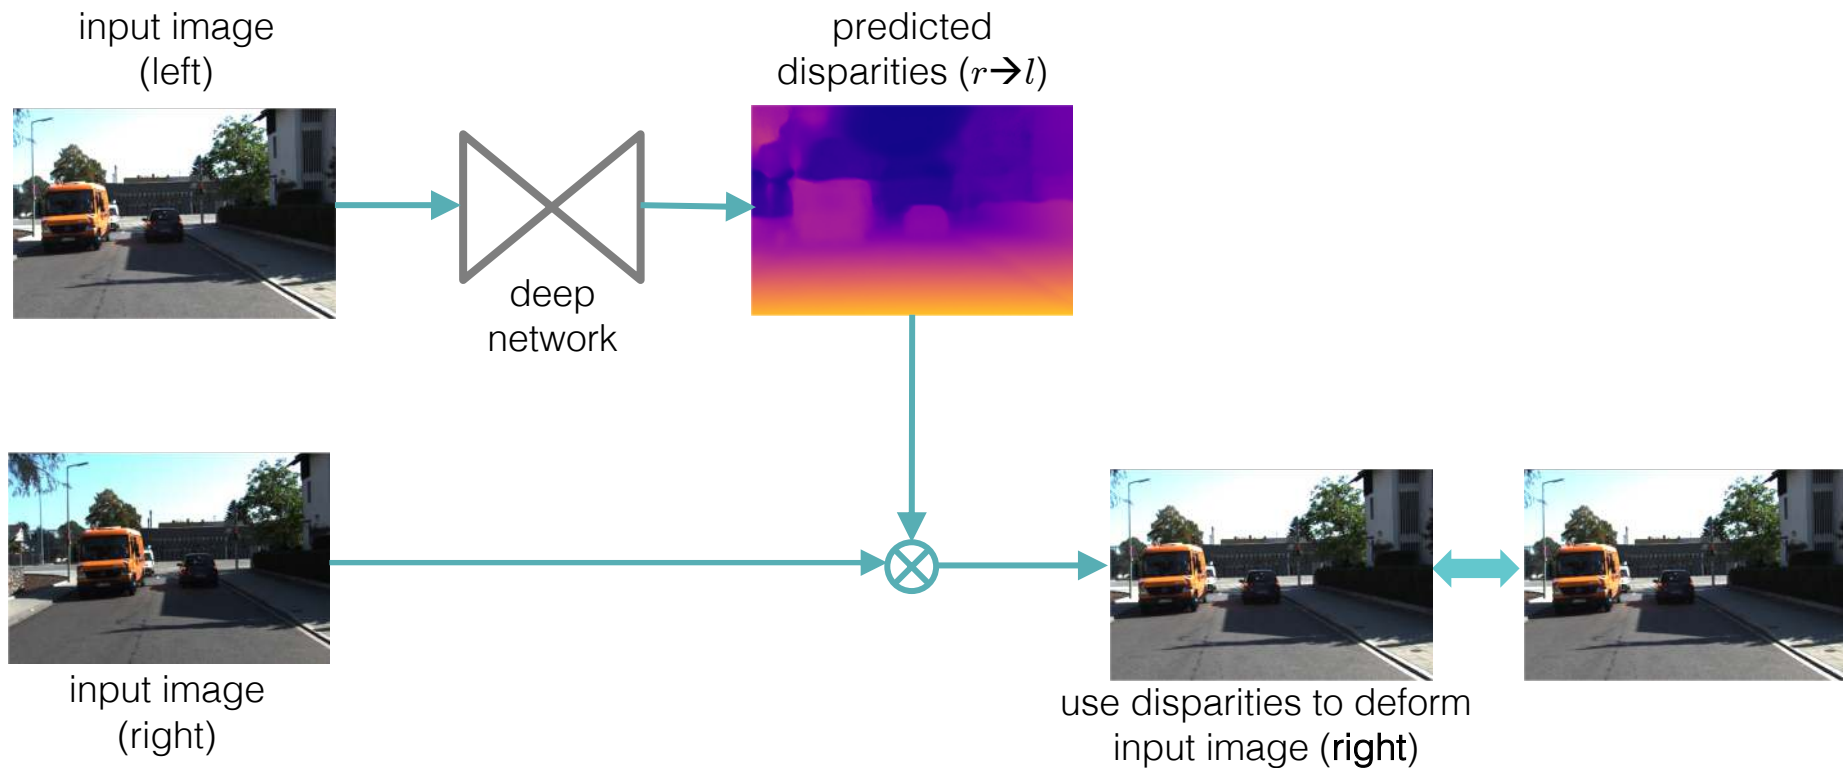 input image
(left)
predicted
disparities (r→l)
deep
network
input image
(right)
use disparities to deform
input image (right)